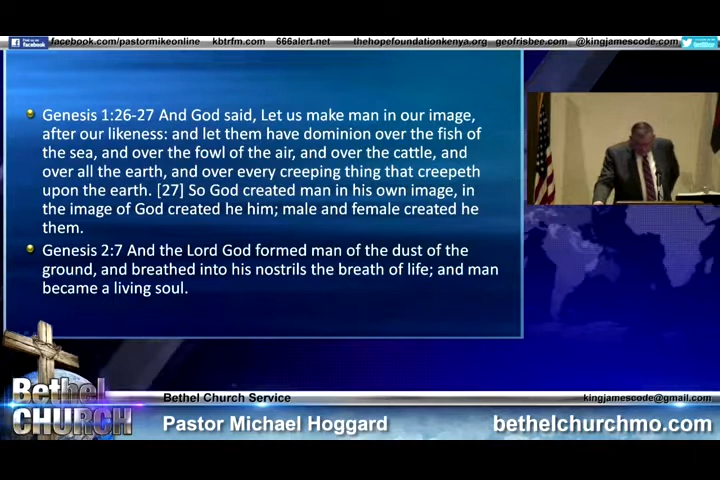 Find us on facebook facebook.com/pastormikeonline kbtrfm.com 666alert.net thehopefoundationkenya.org geofrisbee.com @kingjamescode.com twitter
Genesis 1:26-27 And God said, Let us make man in our image,
after our likeness: and let them have dominion over the fish of
the sea, and over the fowl of the air, and over the cattle, and
over all the earth, and over every creeping thing that creepeth
upon the earth. [27] So God created man in his own image, in
the image of God created he him; male and female created he
them.
Genesis 2:7 And the Lord God formed man of the dust of the
ground, and breathed into his nostrils the breath of life; and man
became a living soul.
Bethel
CHURCH
Bethel Church Service kingjamescode@gmail.com
Pastor Michael Hoggard bethelchurchmo.com